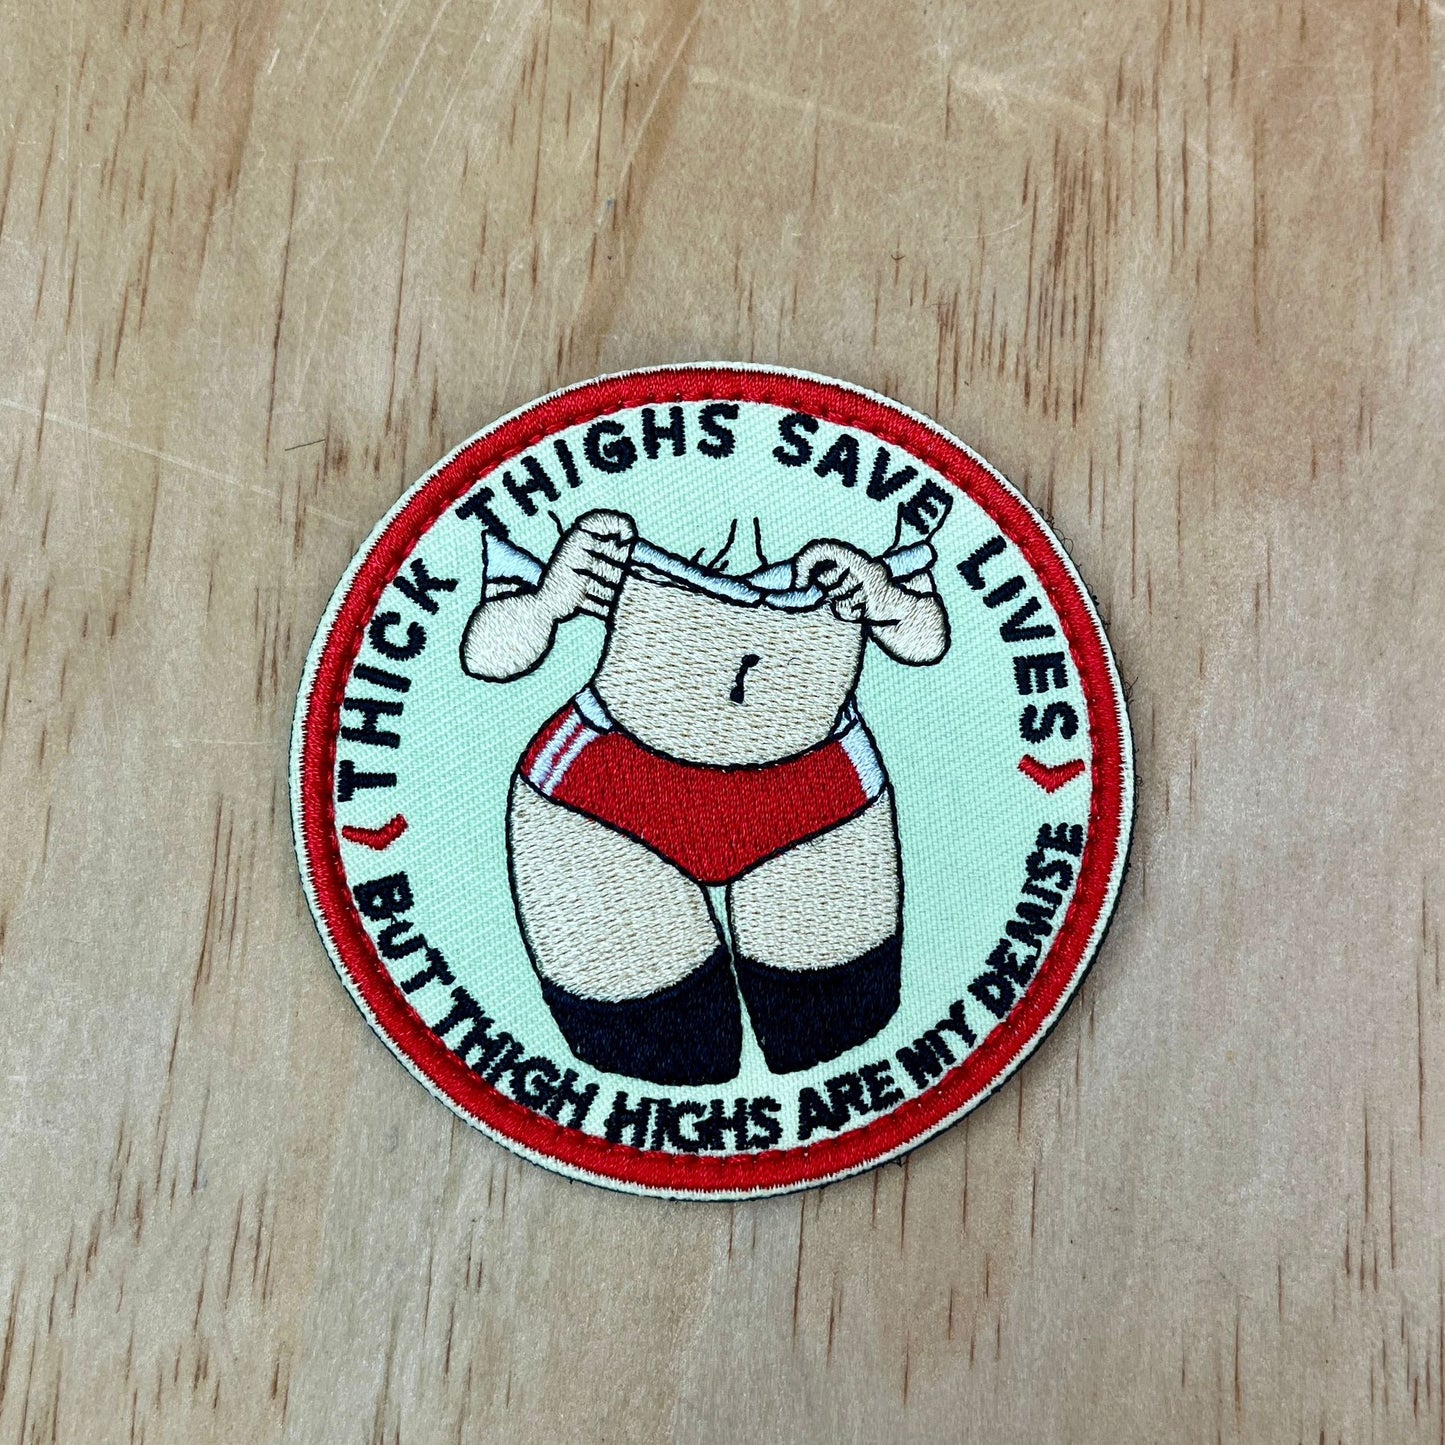 THICK THIGHS SAVE LIVES
BUT THIGH HIGHS ARE MY DEMISE